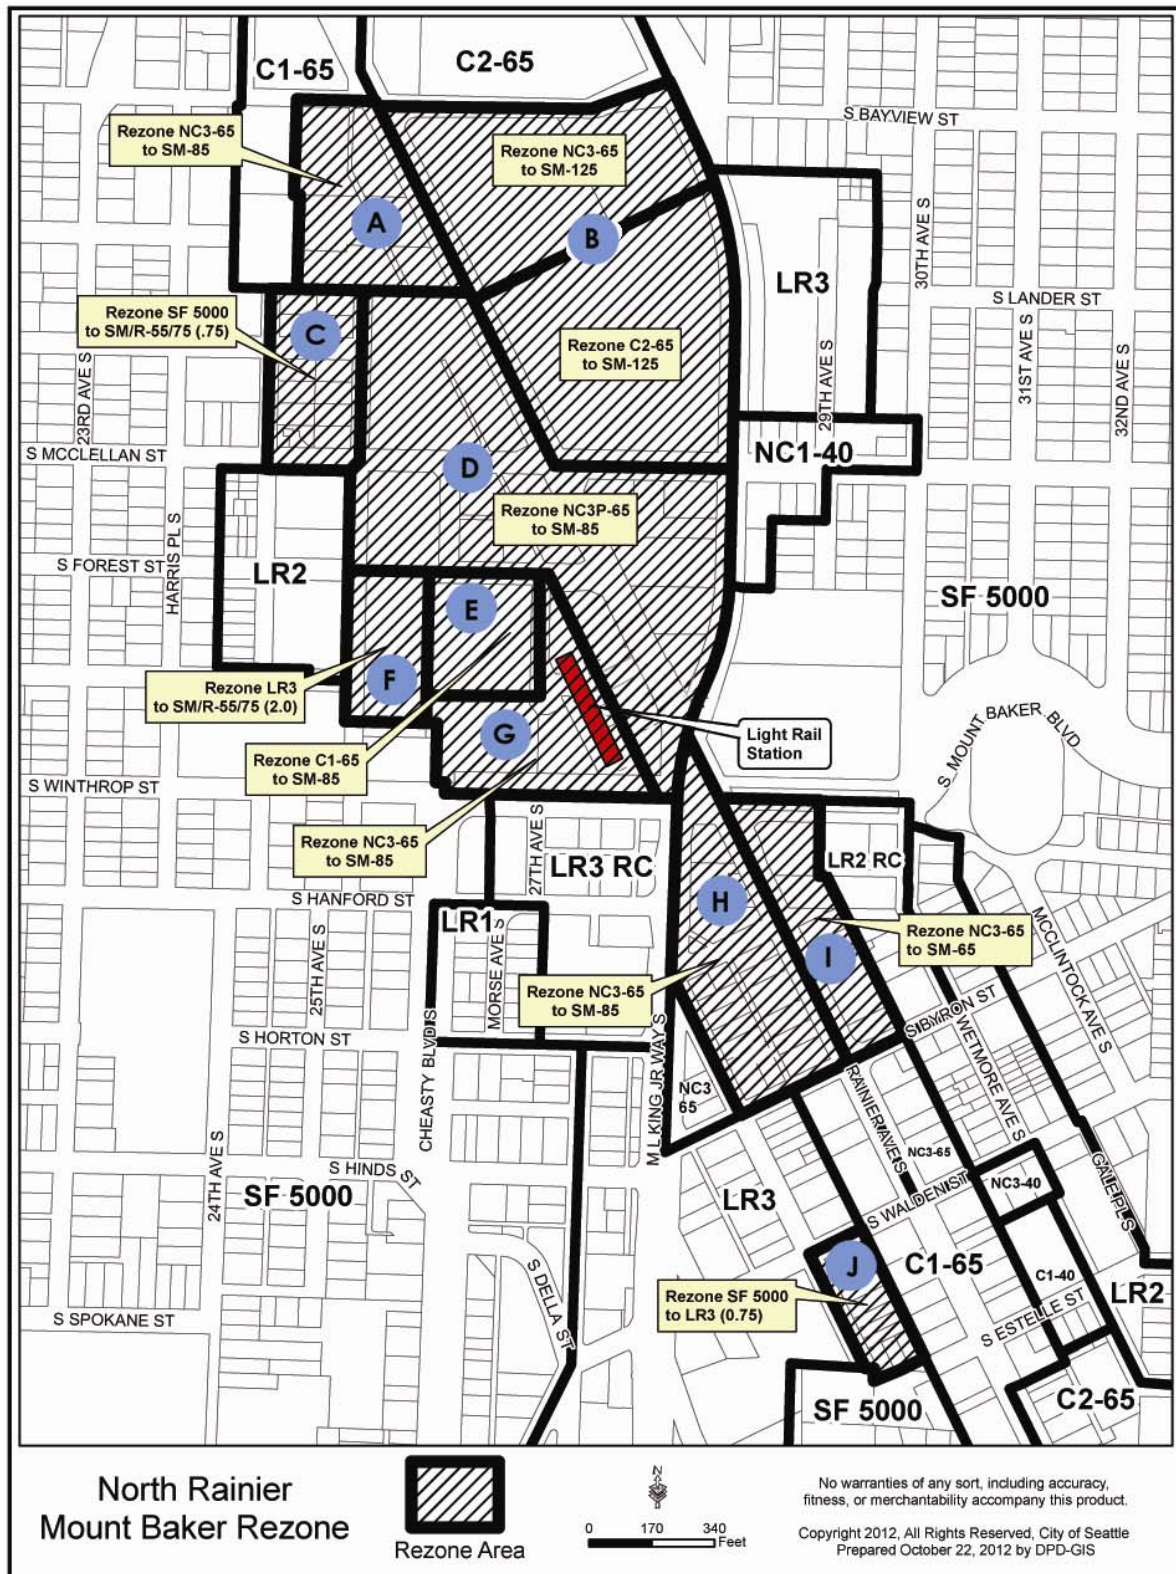 C1-65
C2-65
S BAYVIEW ST
Rezone NC3-65
to SM-85
Rezone NC3-65
to SM-125
A
B
30TH AVE S
LR3
S LANDER ST
Rezone SF 5000
to SM/R-55/75 (.75)
C
Rezone C2-65
to SM-125
23RD AVE S
29TH AVE S
31ST AVE S
32ND AVE S
S MCCLELLAN ST
D
NC1-40
Rezone NC3P-65
to SM-85
HARRIS PL S
S FOREST ST
LR2
E
SF 5000
F
Rezone LR3
to SM/R-55/75 (2.0)
G
Light Rail
Station
S MOUNT BAKER BLVD
Rezone C1-65
to SM-85
S WINTHROP ST
Rezone NC3-65
to SM-85
27TH AVE S
LR3 RC
LR2 RC
S HANFORD ST
H
LR1
Rezone NC3-65
to SM-65
MCCLINTOCK AVE S
25TH AVE S
MORSE AVE S
I
Rezone NC3-65
to SM-85
S BYRON ST
WETMORE AVE S
S HORTON ST
CHEASTY BLVD S
M L KING JR WAY S
NC3
65
RAINIER AVE S
24TH AVE S
NC3-65
S HINDS ST
SF 5000
LR3
S WALDEN ST
NC3-40
GALE PL S
J
C1-65
C1-40
LR2
S DELLA ST
Rezone SF 5000
to LR3 (0.75)
S ESTELLE ST
S SPOKANE ST
SF 5000
C2-65
North Rainier
Mount Baker Rezone
Rezone Area
N
0 170 340
Feet
No warranties of any sort, including accuracy,
fitness, or merchantability accompany this product.
Copyright 2012, All Rights Reserved, City of Seattle
Prepared October 22, 2012 by DPD-GIS